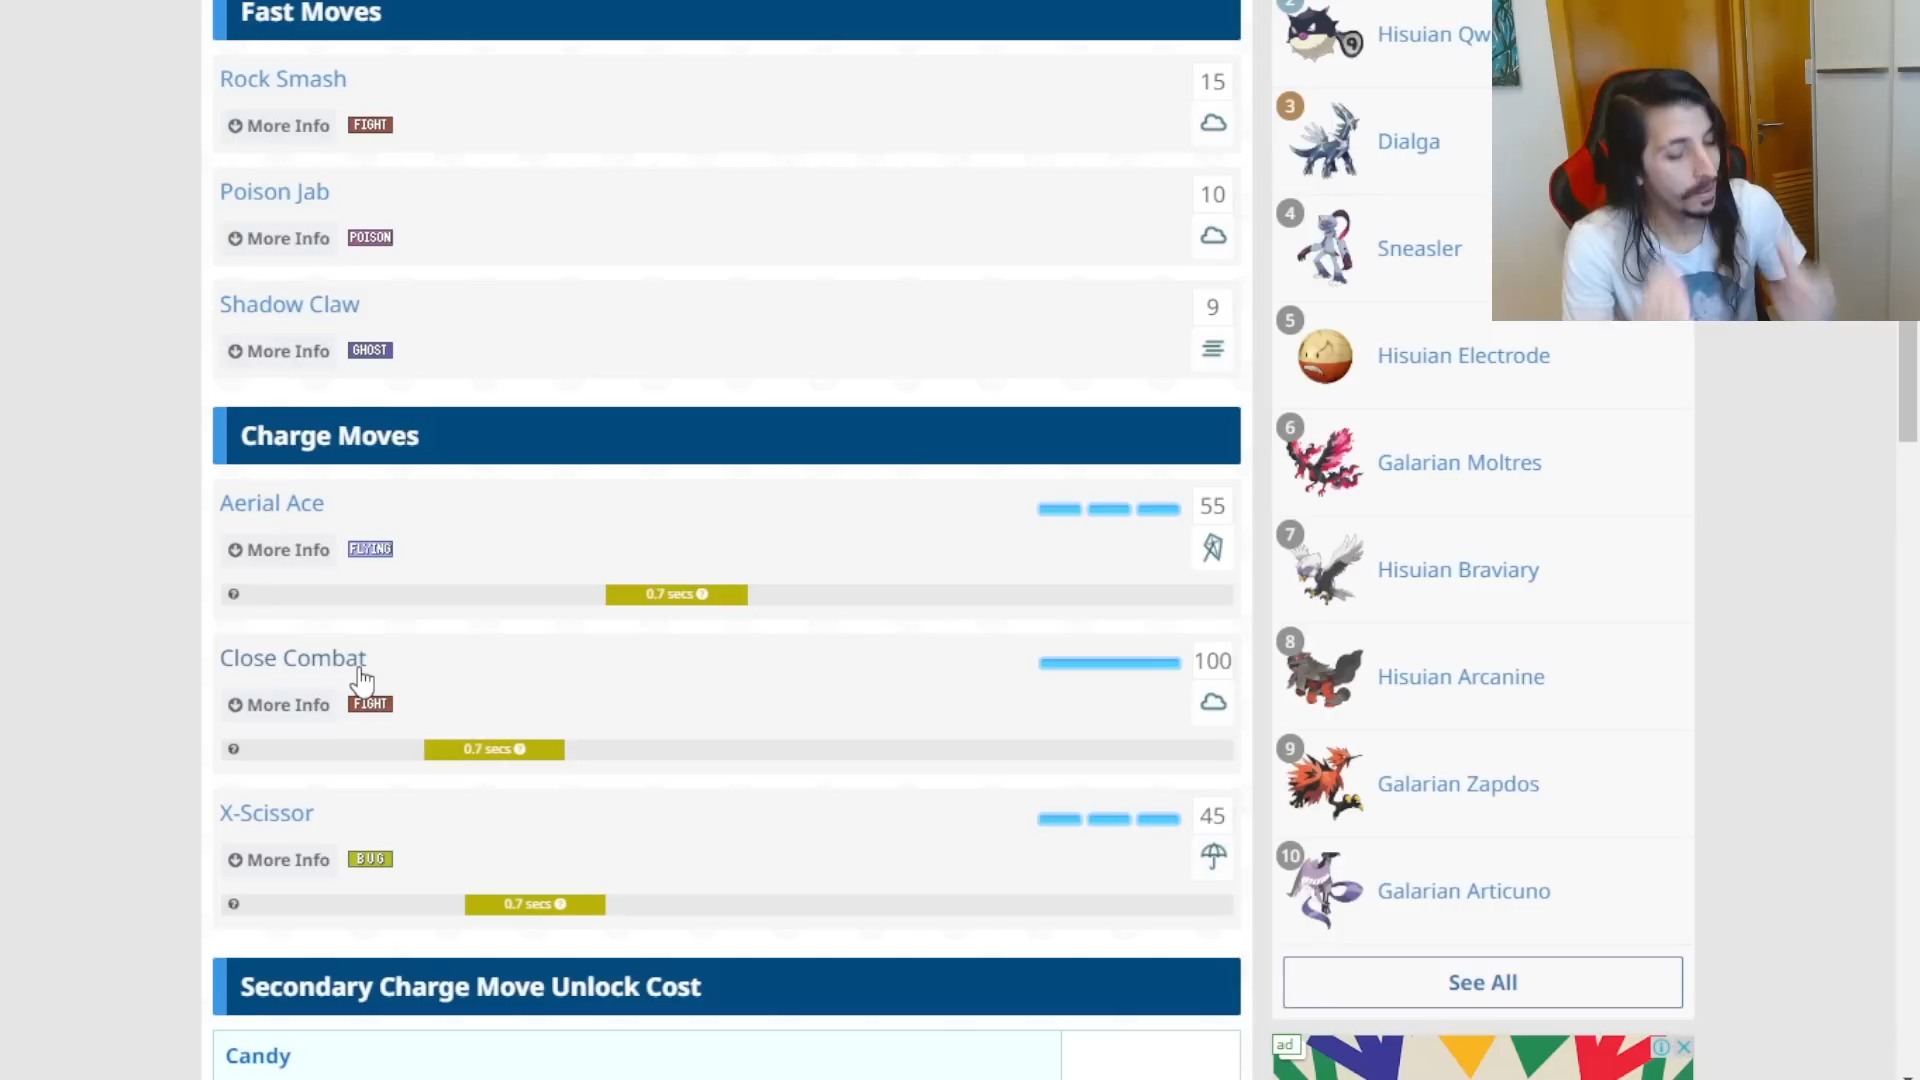 Fast Moves
Rock Smash
15
More Info FIGHT
Poison Jab
10
More Info POISON
Shadow Claw
9
More Info GHOST
Charge Moves
Aerial Ace
55
More Info FLYING
0.7 secs
Close Combat
100
More Info FIGHT
0.7 secs
X-Scissor
45
More Info BUG
0.7 secs
Secondary Charge Move Unlock Cost
Candy
2
Hisuian Qw
3
Dialga
4
Sneasler
5
Hisuian Electrode
6
Galarian Moltres
7
Hisuian Braviary
8
Hisuian Arcanine
9
Galarian Zapdos
10
Galarian Articuno
See All
ad